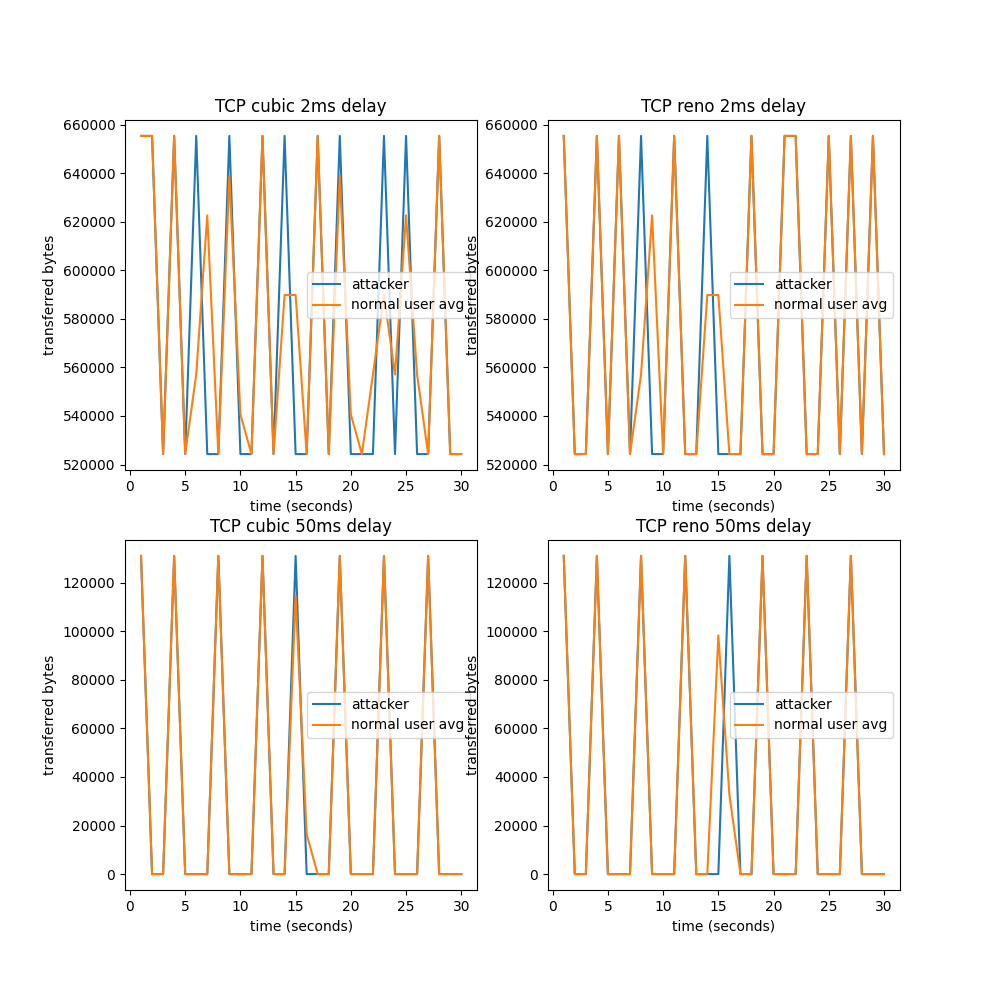 TCP cubic 2ms delay
660000
640000
620000
600000
580000
560000
540000
520000
transferred bytes
attacker
normal user avg
0 5 10 15 20 25 30
time (seconds)
TCP reno 2ms delay
660000
640000
620000
600000
580000
560000
540000
520000
transferred bytes
attacker
normal user avg
0 5 10 15 20 25 30
time (seconds)
TCP cubic 50ms delay
120000
100000
80000
60000
40000
20000
0
transferred bytes
attacker
normal user avg
0 5 10 15 20 25 30
time (seconds)
TCP reno 50ms delay
120000
100000
80000
60000
40000
20000
0
transferred bytes
attacker
normal user avg
0 5 10 15 20 25 30
time (seconds)